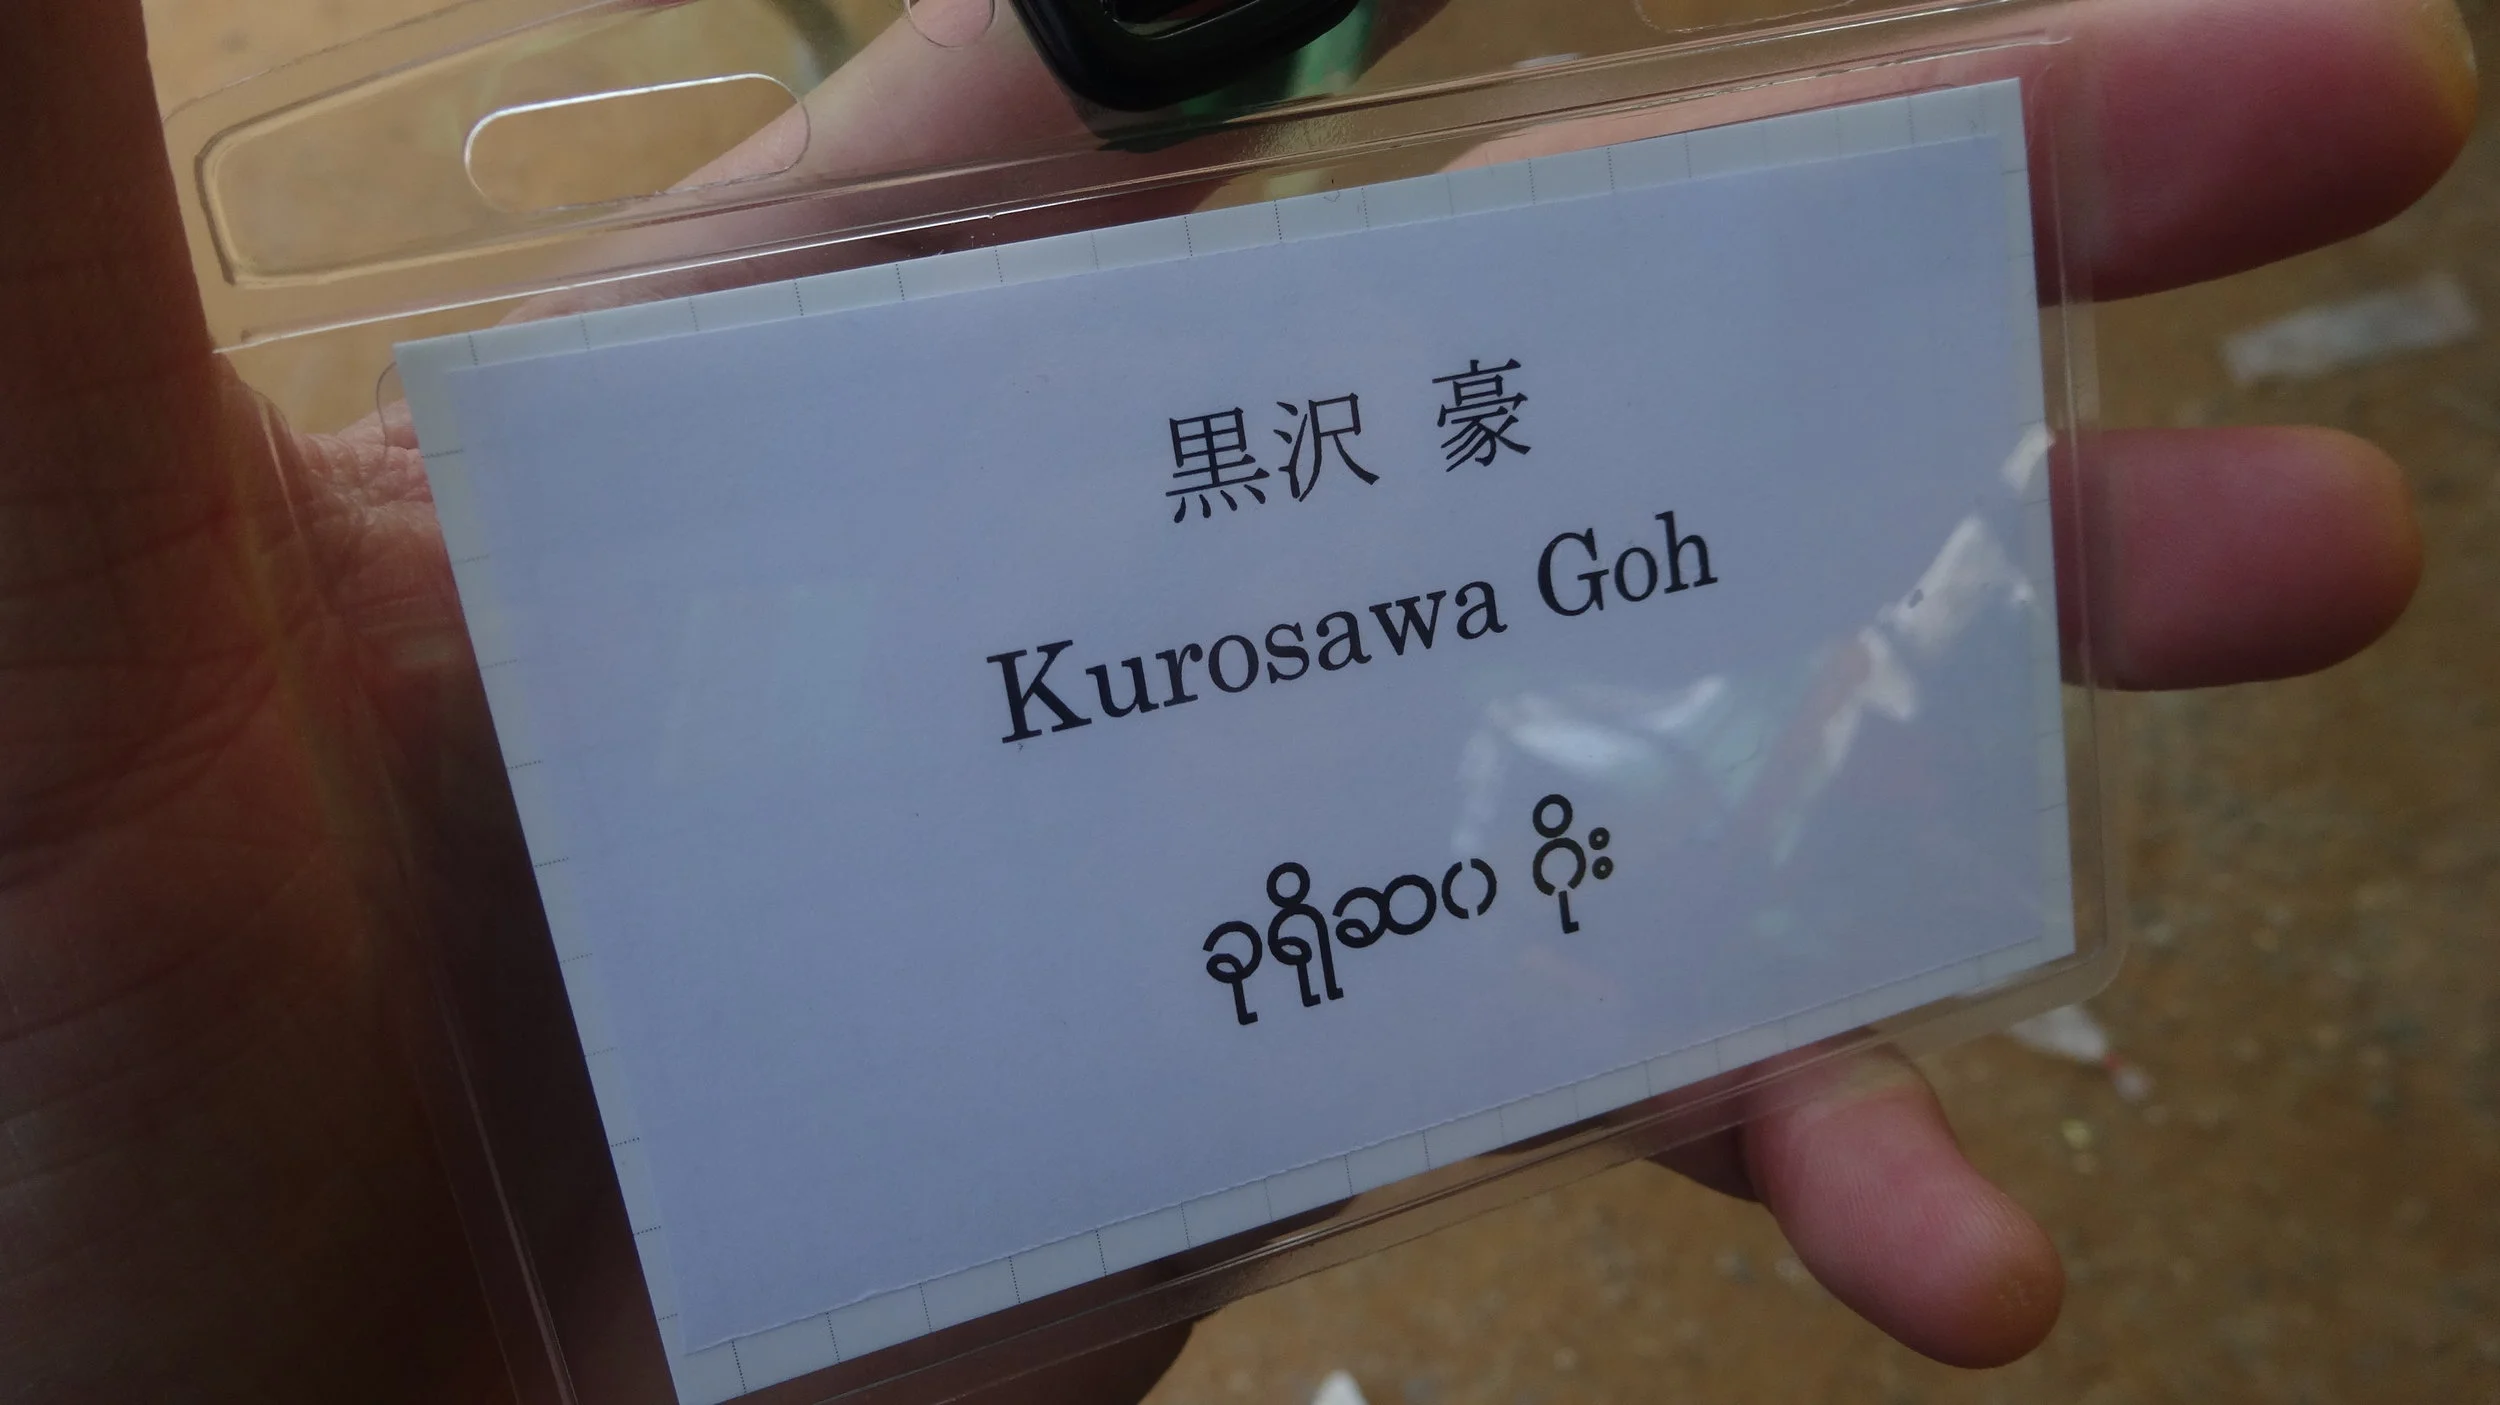 黒沢 豪
Kurosawa Goh
ခုရှိုဆဝ ဂိုး